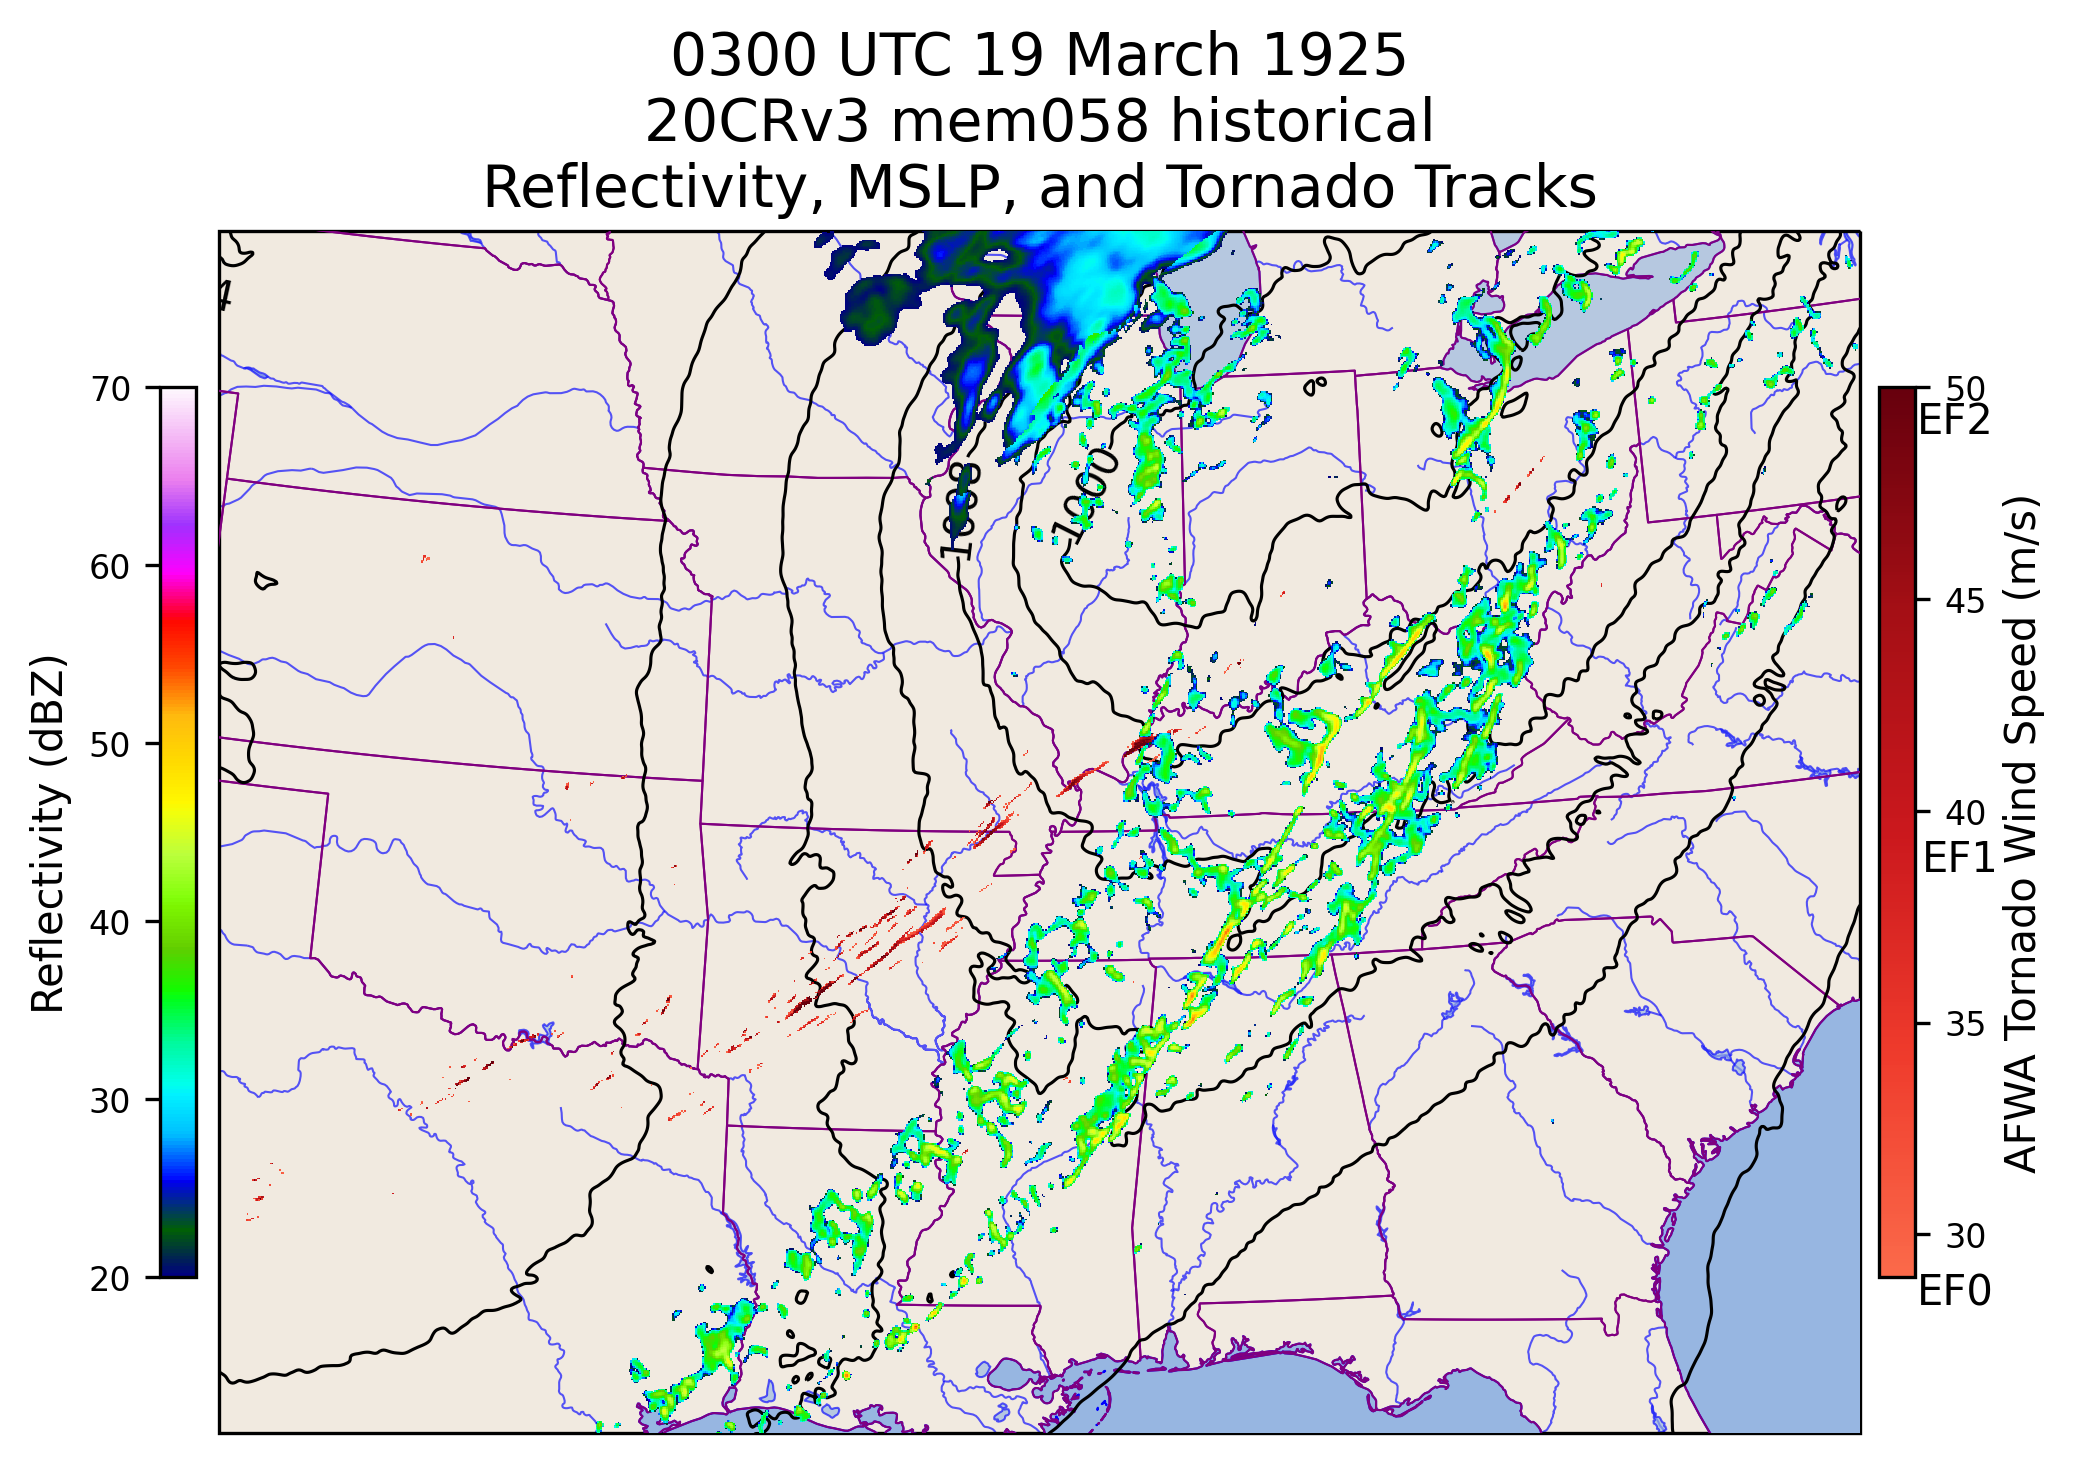 0300 UTC 19 March 1925
20CRv3 mem058 historical
Reflectivity, MSLP, and Tornado Tracks
Reflectivity (dBZ)
70
60
50
40
30
20
4
1000
50
EF2
45
40
EF1
35
30
EF0
AFWA Tornado Wind Speed (m/s)